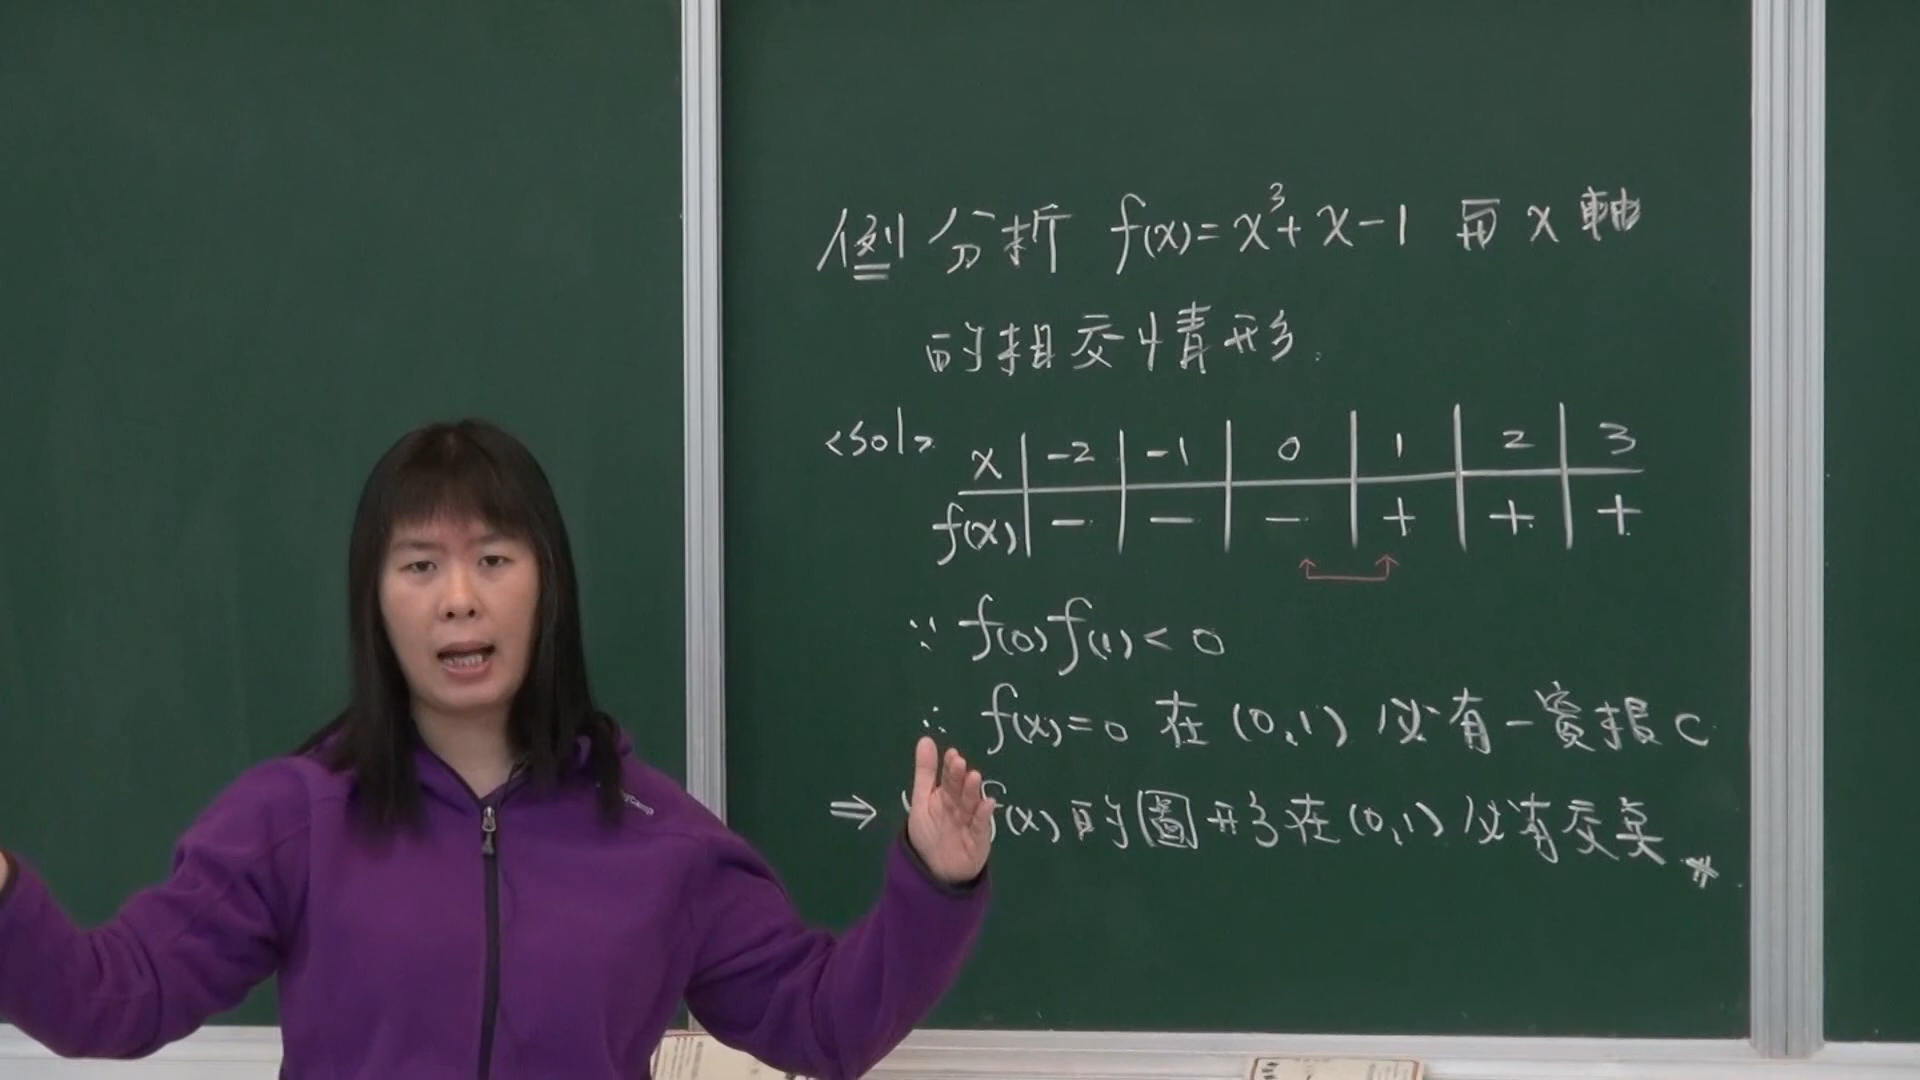 例 分析 f(x)=x³+x-1 與 x 軸
的相交情形.
<sol> x | -2 | -1 | 0 | 1 | 2 | 3
f(x) | - | - | - | + | + | +
∵ f(0)f(1)<0
∴ f(x)=0 在 (0,1) 必有一實根 c
⇒ f(x) 的圖形在(0,1) 必有交點